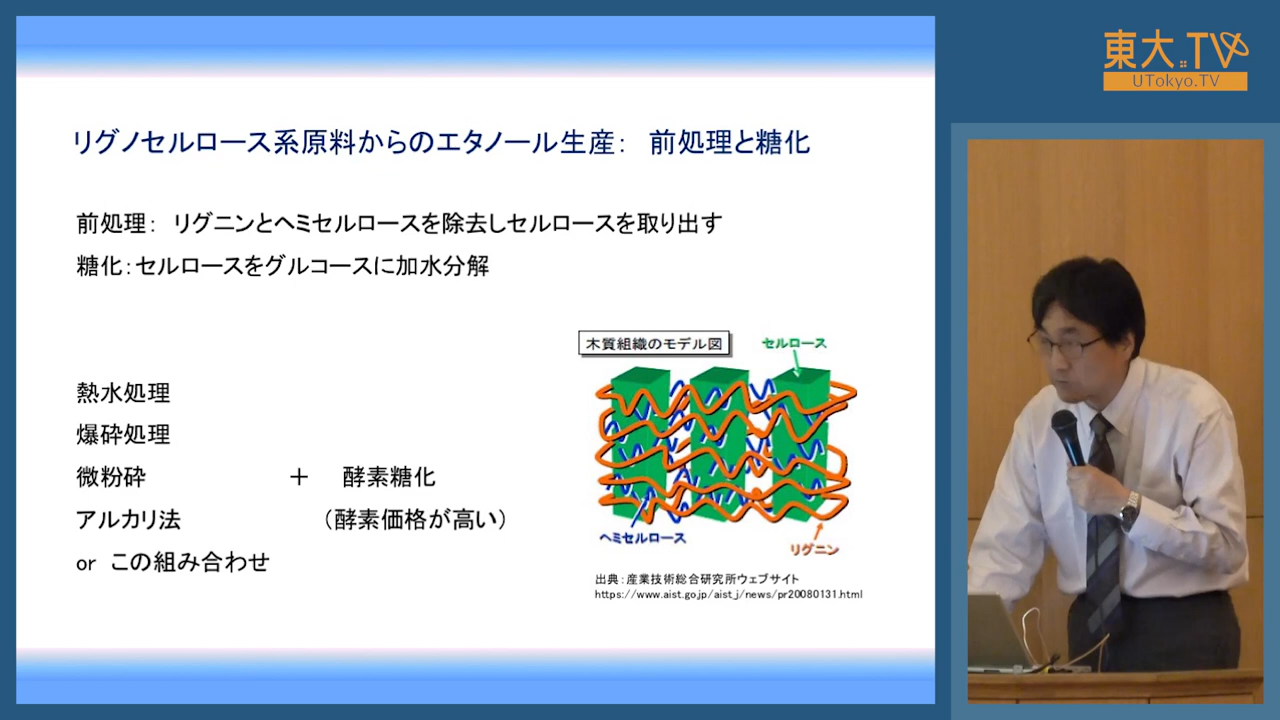 東大.TV
UTokyo.TV
リグノセルロース系原料からのエタノール生産： 前処理と糖化
前処理： リグニンとヘミセルロースを除去しセルロースを取り出す
糖化：セルロースをグルコースに加水分解
熱水処理
爆砕処理
微粉砕 ＋ 酵素糖化
アルカリ法 （酵素価格が高い）
or この組み合わせ
木質組織のモデル図
セルロース
ヘミセルロース
リグニン
出典：産業技術総合研究所ウェブサイト
https://www.aist.go.jp/aist_j/news/pr20080131.html